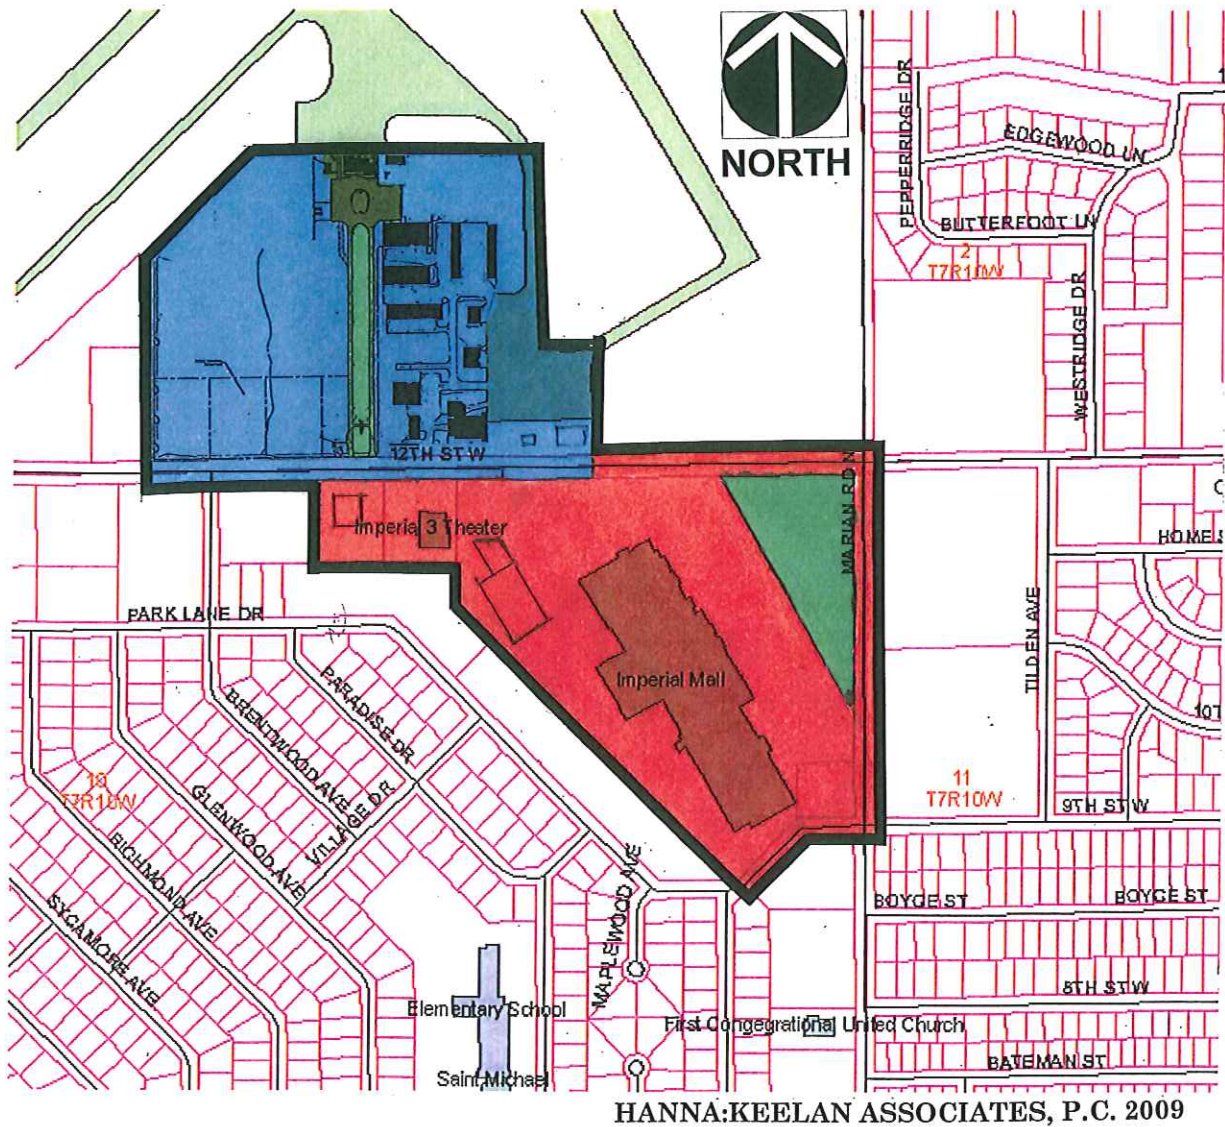 NORTH
PEPPERRIDGE DR
EDGEWOOD LN
BUTTERFOOT LN
2
T7R10W
WESTRIDGE DR
12TH ST W
MARIAN RD N
Imperial 3 Theater
HOME
PARK LANE DR
TILDEN AVE
PARADISE DR
BRENTWOOD AVE
Imperial Mall
10T
10
T7R10W
GLENWOOD AVE
VILLAGE DR
11
T7R10W
9TH ST W
RICHMOND AVE
SYCAMORE AVE
MAPLEWOOD AVE
BOYCE ST
BOYCE ST
8TH ST W
Elementary School
First Congegrational United Church
BATEMAN ST
Saint Michael
HANNA:KEELAN ASSOCIATES, P.C. 2009